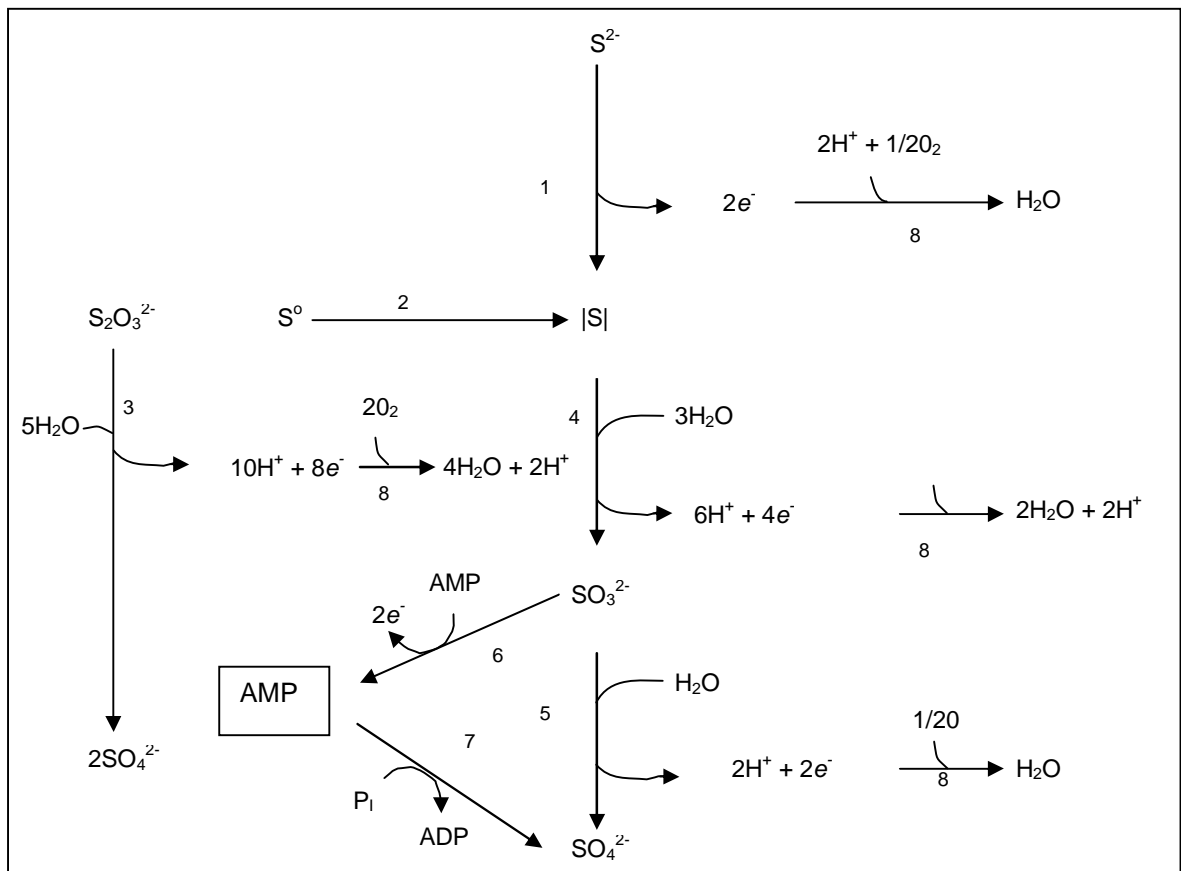 S²⁻
2H⁺ + 1/20₂
1
2e⁻
H₂O
8
S₂O₃²⁻
S⁰
2
|S|
3
5H₂O
20₂
4
3H₂O
10H⁺ + 8e⁻
4H₂O + 2H⁺
8
6H⁺ + 4e⁻
2H₂O + 2H⁺
8
AMP
SO₃²⁻
2e⁻
6
AMP
H₂O
5
1/20
7
2SO₄²⁻
2H⁺ + 2e⁻
H₂O
8
Pₗ
ADP
SO₄²⁻